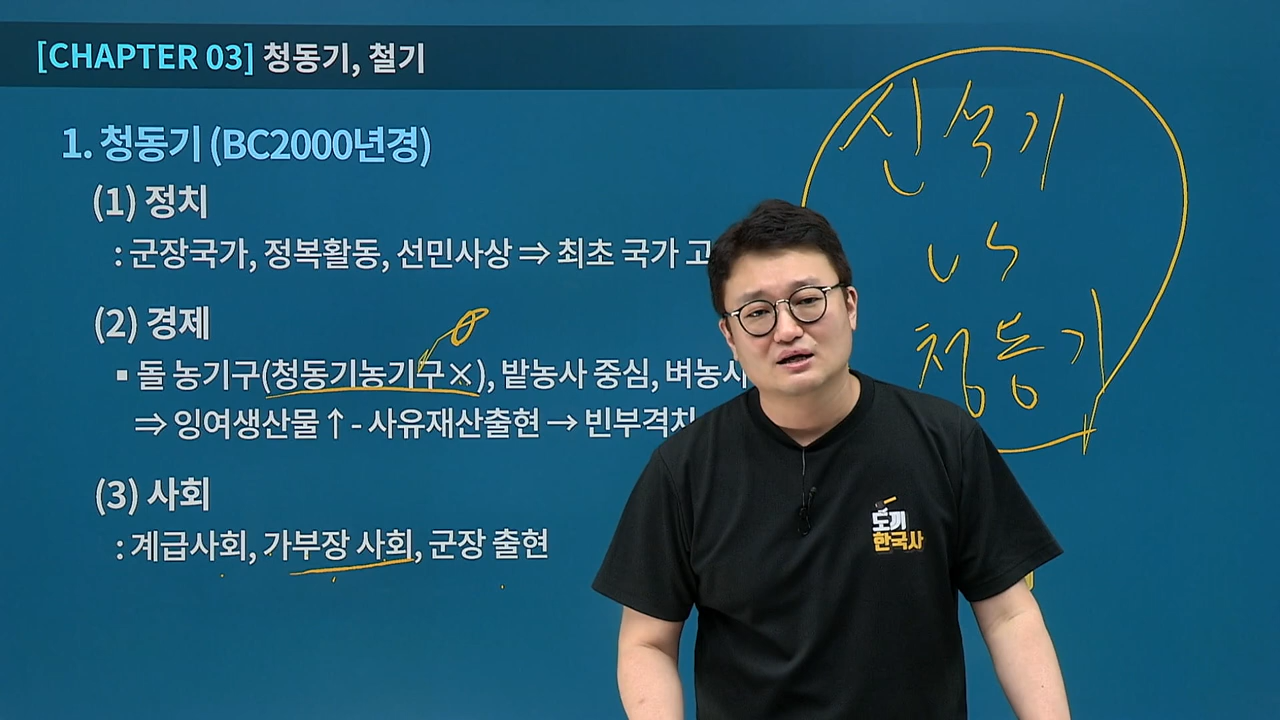 [CHAPTER 03] 청동기, 철기
1. 청동기 (BC2000년경)
(1) 정치
: 군장국가, 정복활동, 선민사상 ⇒ 최초 국가 고
(2) 경제
▪ 돌 농기구(청동기농기구×), 밭농사 중심, 벼농사
⇒ 잉여생산물↑ - 사유재산출현 → 빈부격차
(3) 사회
: 계급사회, 가부장 사회, 군장 출현
신석기
vs
청동기
도끼
한국사